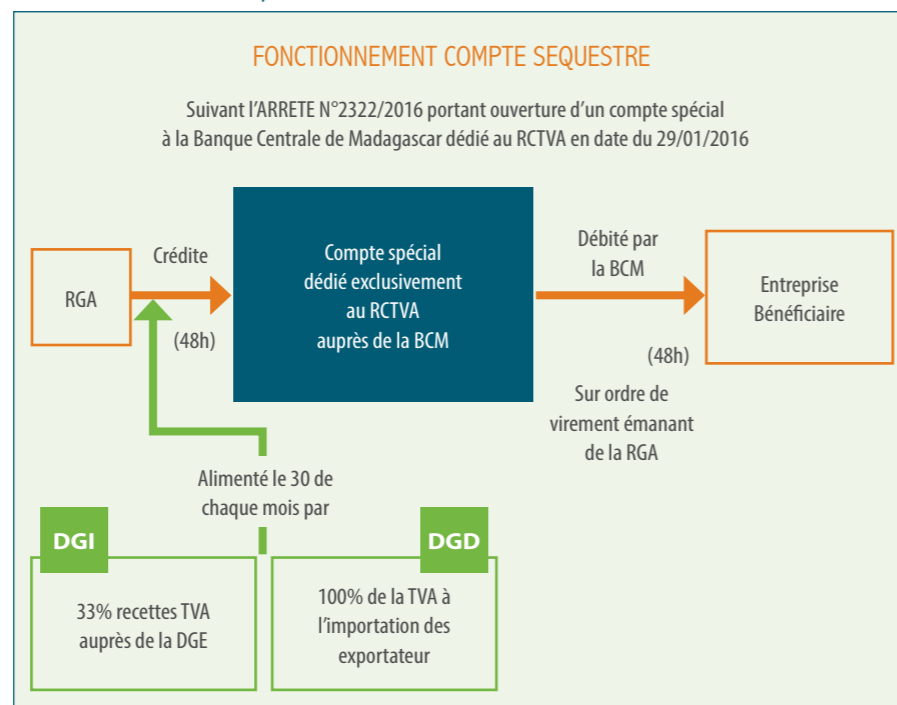 FONCTIONNEMENT COMPTE SEQUESTRE
Suivant l'ARRETE N°2322/2016 portant ouverture d'un compte spécial
à la Banque Centrale de Madagascar dédié au RCTVA en date du 29/01/2016
RGA
Crédite
(48h)
Compte spécial
dédié exclusivement
au RCTVA
auprès de la BCM
Débité par
la BCM
(48h)
Sur ordre de
virement émanant
de la RGA
Entreprise
Bénéficiaire
Alimenté le 30 de
chaque mois par
DGI
33% recettes TVA
auprès de la DGE
DGD
100% de la TVA à
l'importation des
exportateur